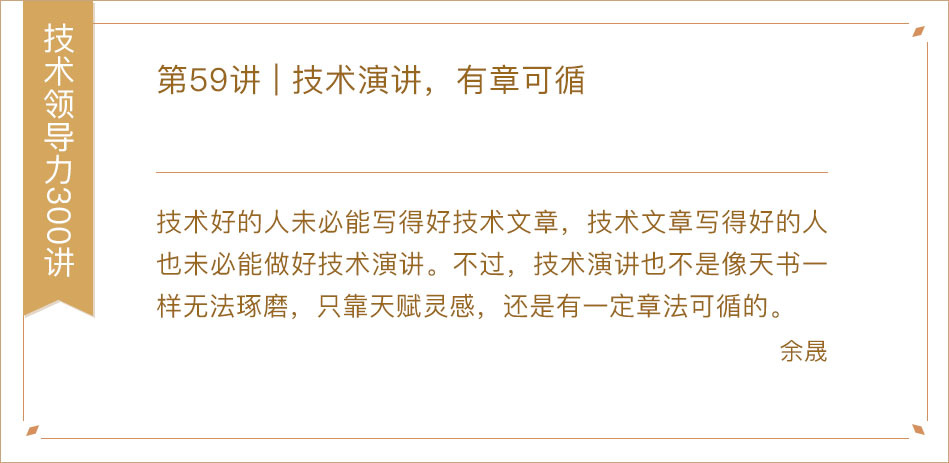 技术领导力300讲
第59讲 | 技术演讲，有章可循
技术好的人未必能写得好技术文章，技术文章写得好的人
也未必能做好技术演讲。不过，技术演讲也不是像天书一
样无法琢磨，只靠天赋灵感，还是有一定章法可循的。
余晟